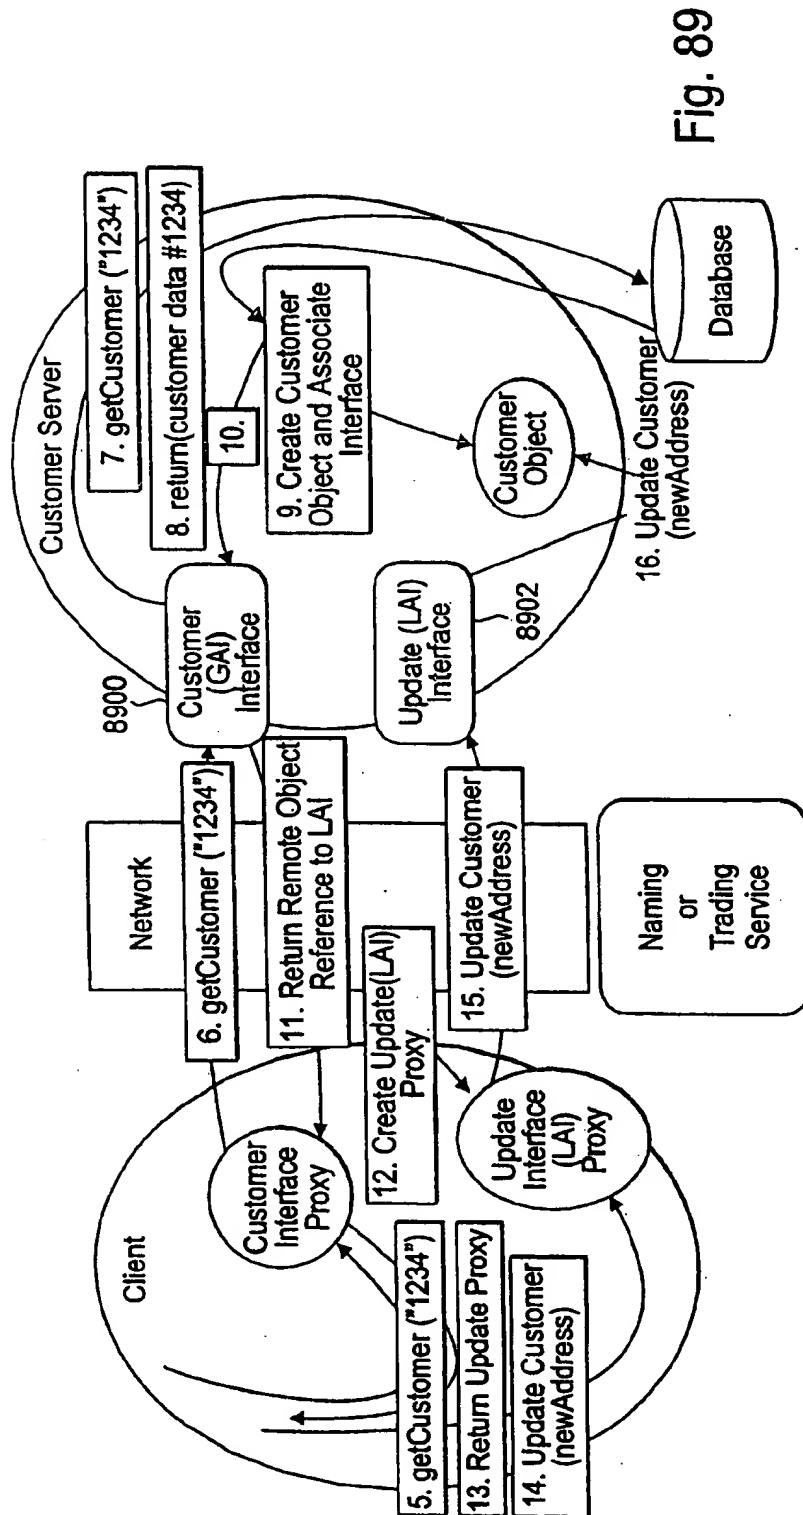 Client
Customer
Interface
Proxy
5. getCustomer ("1234")
13. Return Update Proxy
14. Update Customer
(newAddress)
12. Create Update(LAI)
Proxy
Update
Interface
(LAI)
Proxy
Network
6. getCustomer ("1234")
11. Return Remote Object
Reference to LAI
15. Update Customer
(newAddress)
Naming
or
Trading
Service
Customer Server
8900
Customer
(GAI)
Interface
7. getCustomer ("1234")
8. return(customer data #1234)
10.
9. Create Customer
Object and Associate
Interface
Update (LAI)
Interface
8902
Customer
Object
16. Update Customer
(newAddress)
Database
Fig. 89